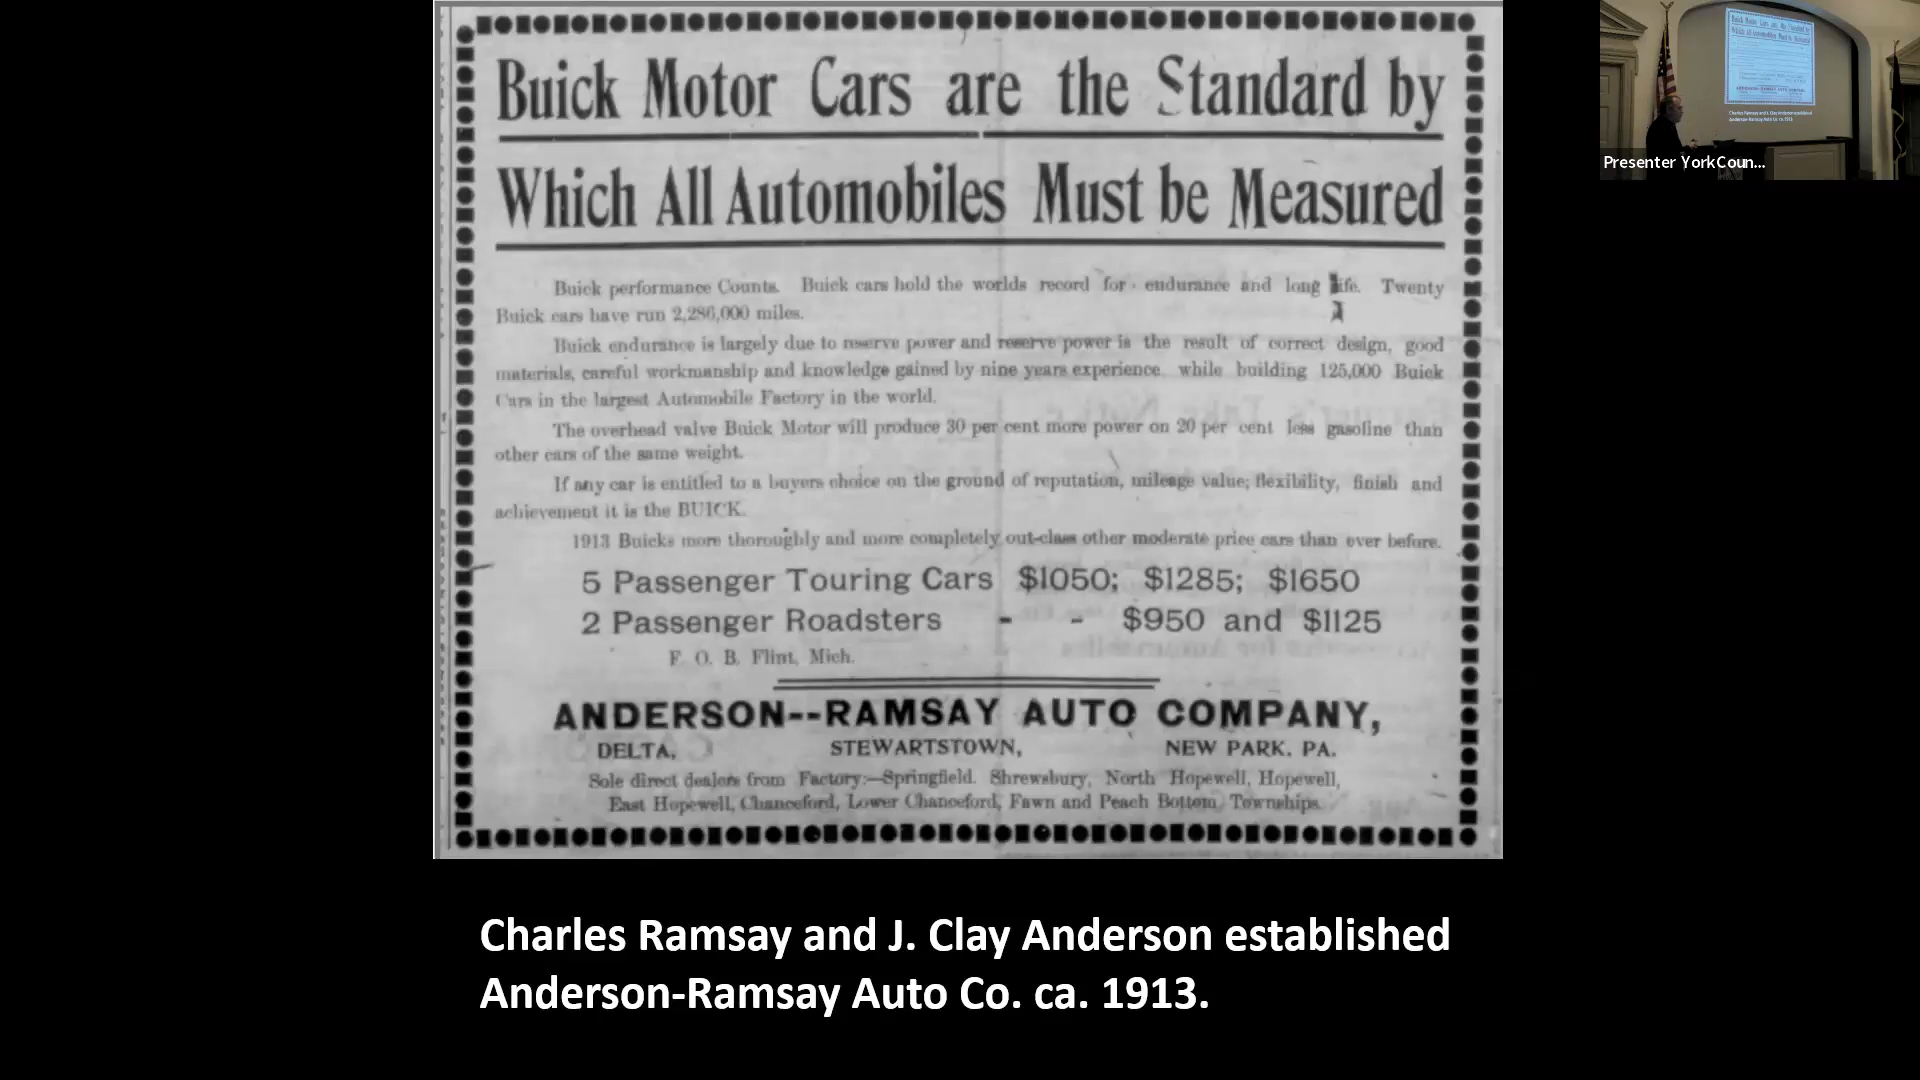 Buick Motor Cars are the Standard by
Which All Automobiles Must be Measured
Buick performance Counts. Buick cars hold the worlds record for endurance and long life. Twenty
Buick cars have run 2,286,000 miles.
Buick endurance is largely due to reserve power and reserve power is the result of correct design, good
materials, careful workmanship and knowledge gained by nine years experience while building 125,000 Buick
Cars in the largest Automobile Factory in the world.
The overhead valve Buick Motor will produce 30 per cent more power on 20 per cent less gasoline than
other cars of the same weight.
If any car is entitled to a buyers choice on the ground of reputation, mileage value; flexibility, finish and
achievement it is the BUICK.
1913 Buicks more thoroughly and more completely out-class other moderate price cars than ever before.
5 Passenger Touring Cars $1050; $1285; $1650
2 Passenger Roadsters - - $950 and $1125
F. O. B. Flint, Mich.
ANDERSON--RAMSAY AUTO COMPANY,
DELTA, STEWARTSTOWN, NEW PARK. PA.
Sole direct dealers from Factory:—Springfield. Shrewsbury, North Hopewell, Hopewell,
East Hopewell, Chanceford, Lower Chanceford, Fawn and Peach Bottom Townships.
Charles Ramsay and J. Clay Anderson established
Anderson-Ramsay Auto Co. ca. 1913.
Presenter YorkCoun...